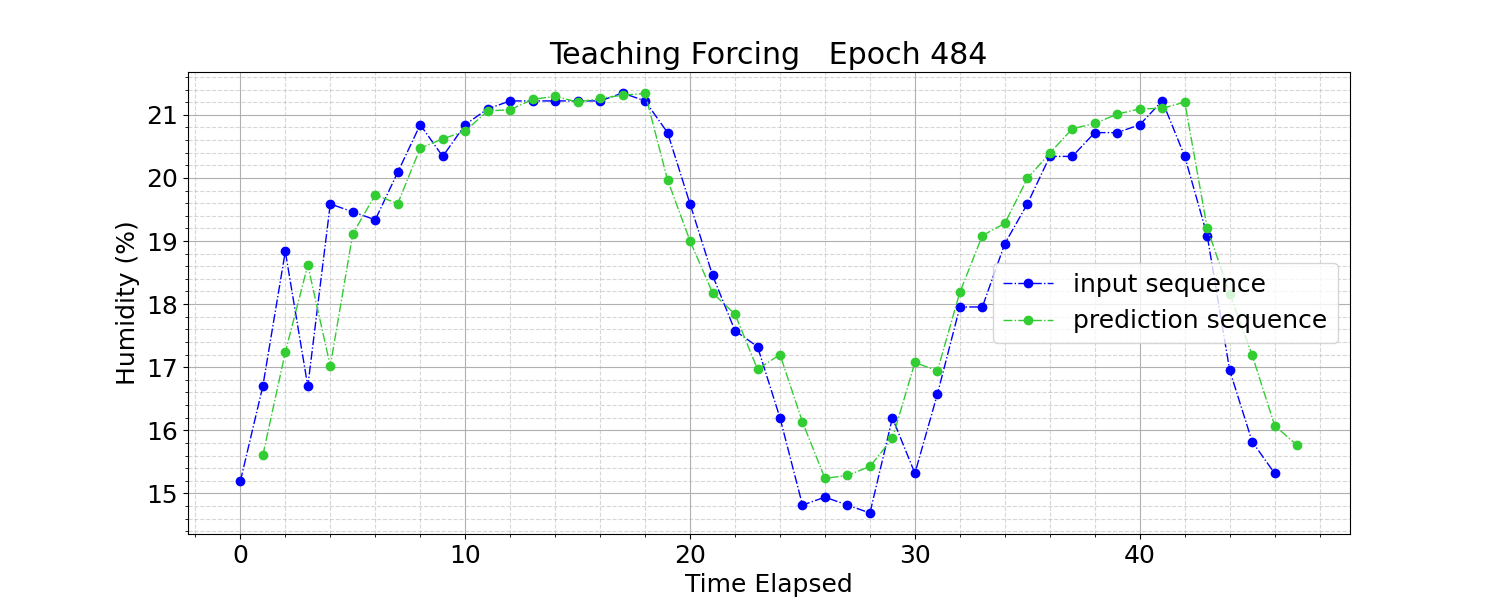 Teaching Forcing   Epoch 484
Humidity (%)
21
20
19
18
17
16
15
input sequence
prediction sequence
0 10 20 30 40
Time Elapsed